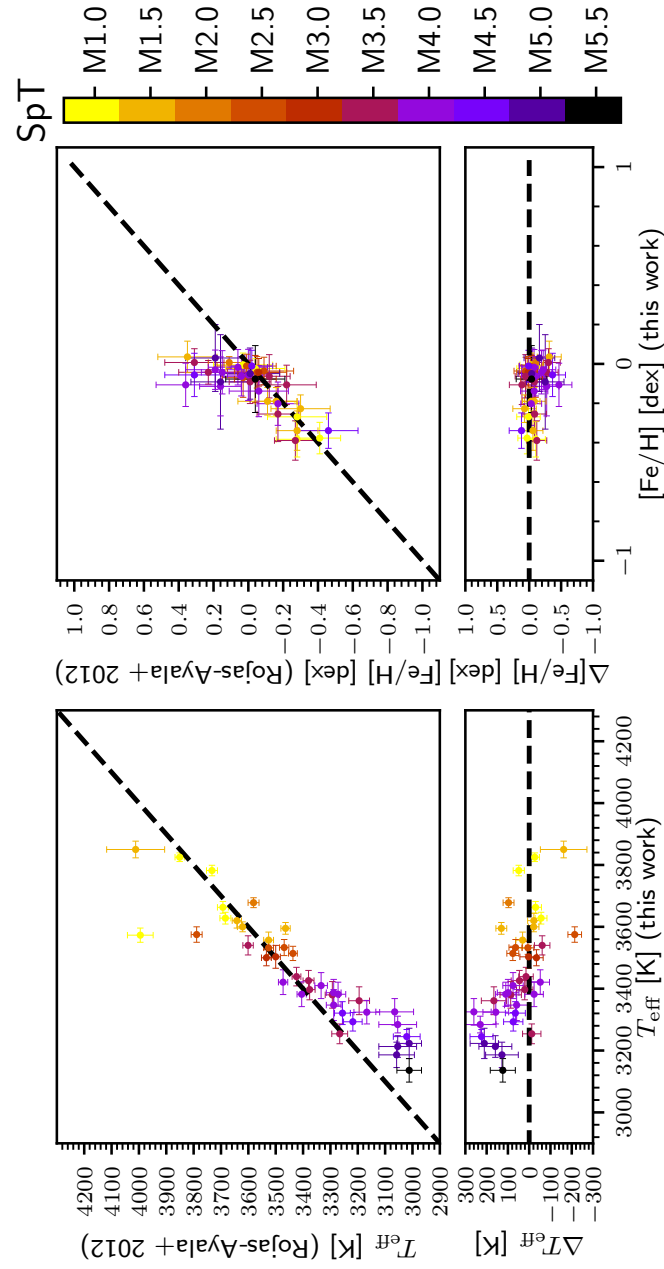 SpT
M1.0
M1.5
M2.0
M2.5
M3.0
M3.5
M4.0
M4.5
M5.0
M5.5
T_eff [K] (Rojas-Ayala+ 2012)
4200
4100
4000
3900
3700
3600
3500
3400
3300
3200
3100
3000
2900
ΔT_eff [K]
300
200
100
0
−100
−200
−300
3000
3200
3400
3600
3800
4000
4200
T_eff [K] (this work)
[Fe/H] [dex] (Rojas-Ayala+ 2012)
1.0
0.8
0.6
0.4
0.2
0.0
−0.2
−0.4
−0.6
−0.8
−1.0
Δ[Fe/H] [dex]
1.0
0.5
0.0
−0.5
−1.0
−1
0
1
[Fe/H] [dex] (this work)